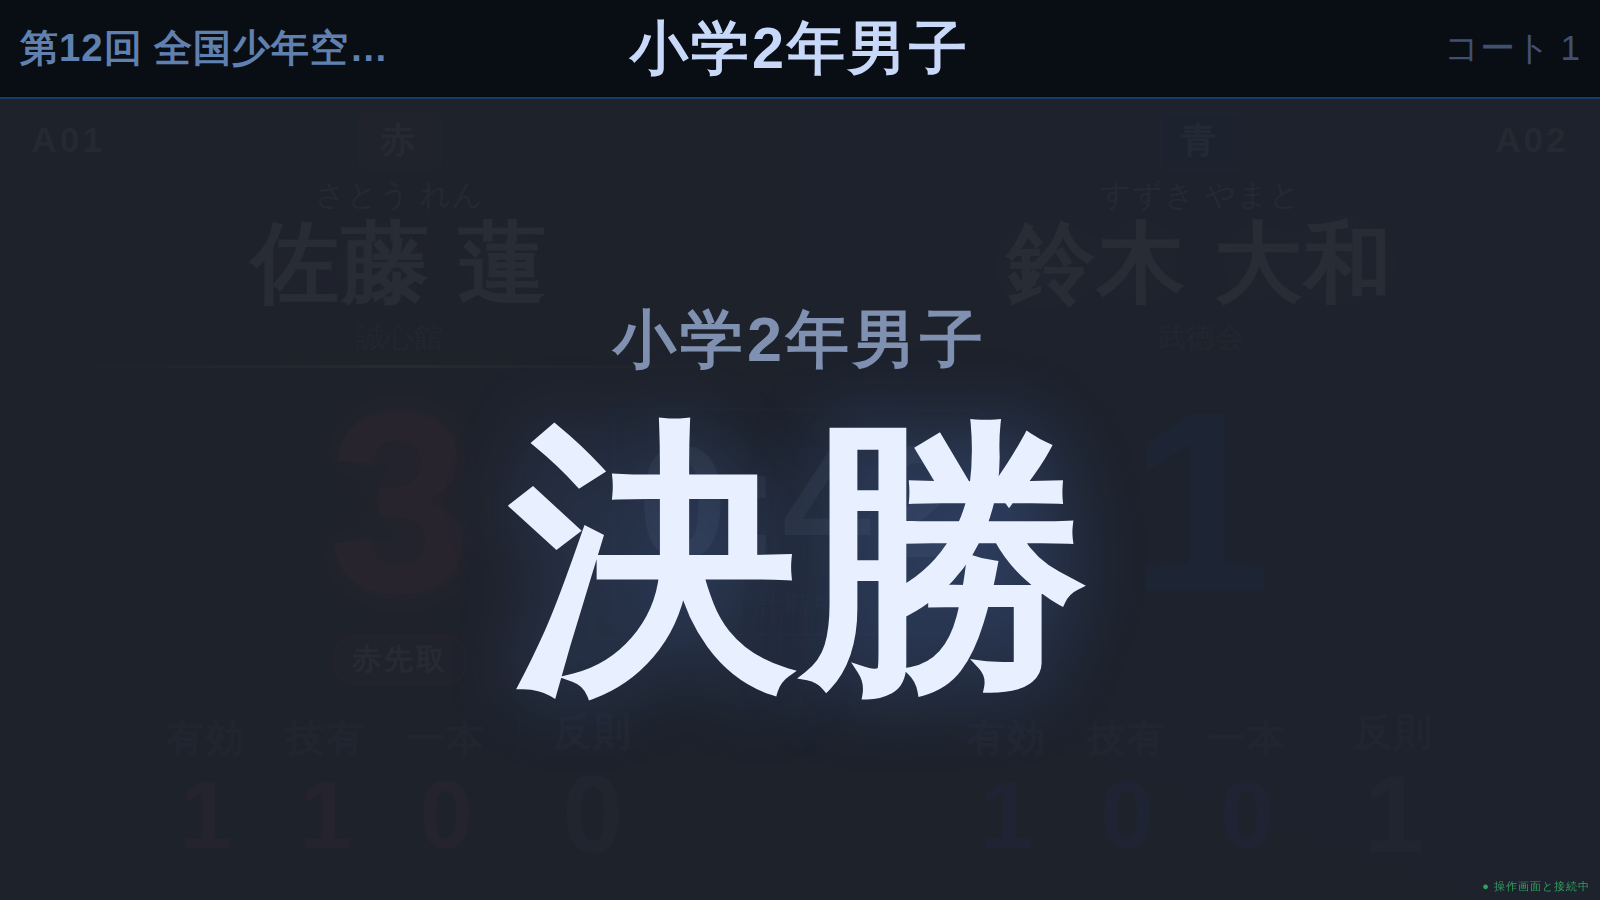 第12回 全国少年空…
小学2年男子
コート 1
A01
赤
青
A02
さとう れん
すずき やまと
佐藤 蓮
鈴木 大和
誠心館
武徳会
小学2年男子
3
1
決勝
赤先取
有効 技有 一本 反則
有効 技有 一本 反則
1 1 0 0
1 0 0 1
● 操作画面と接続中